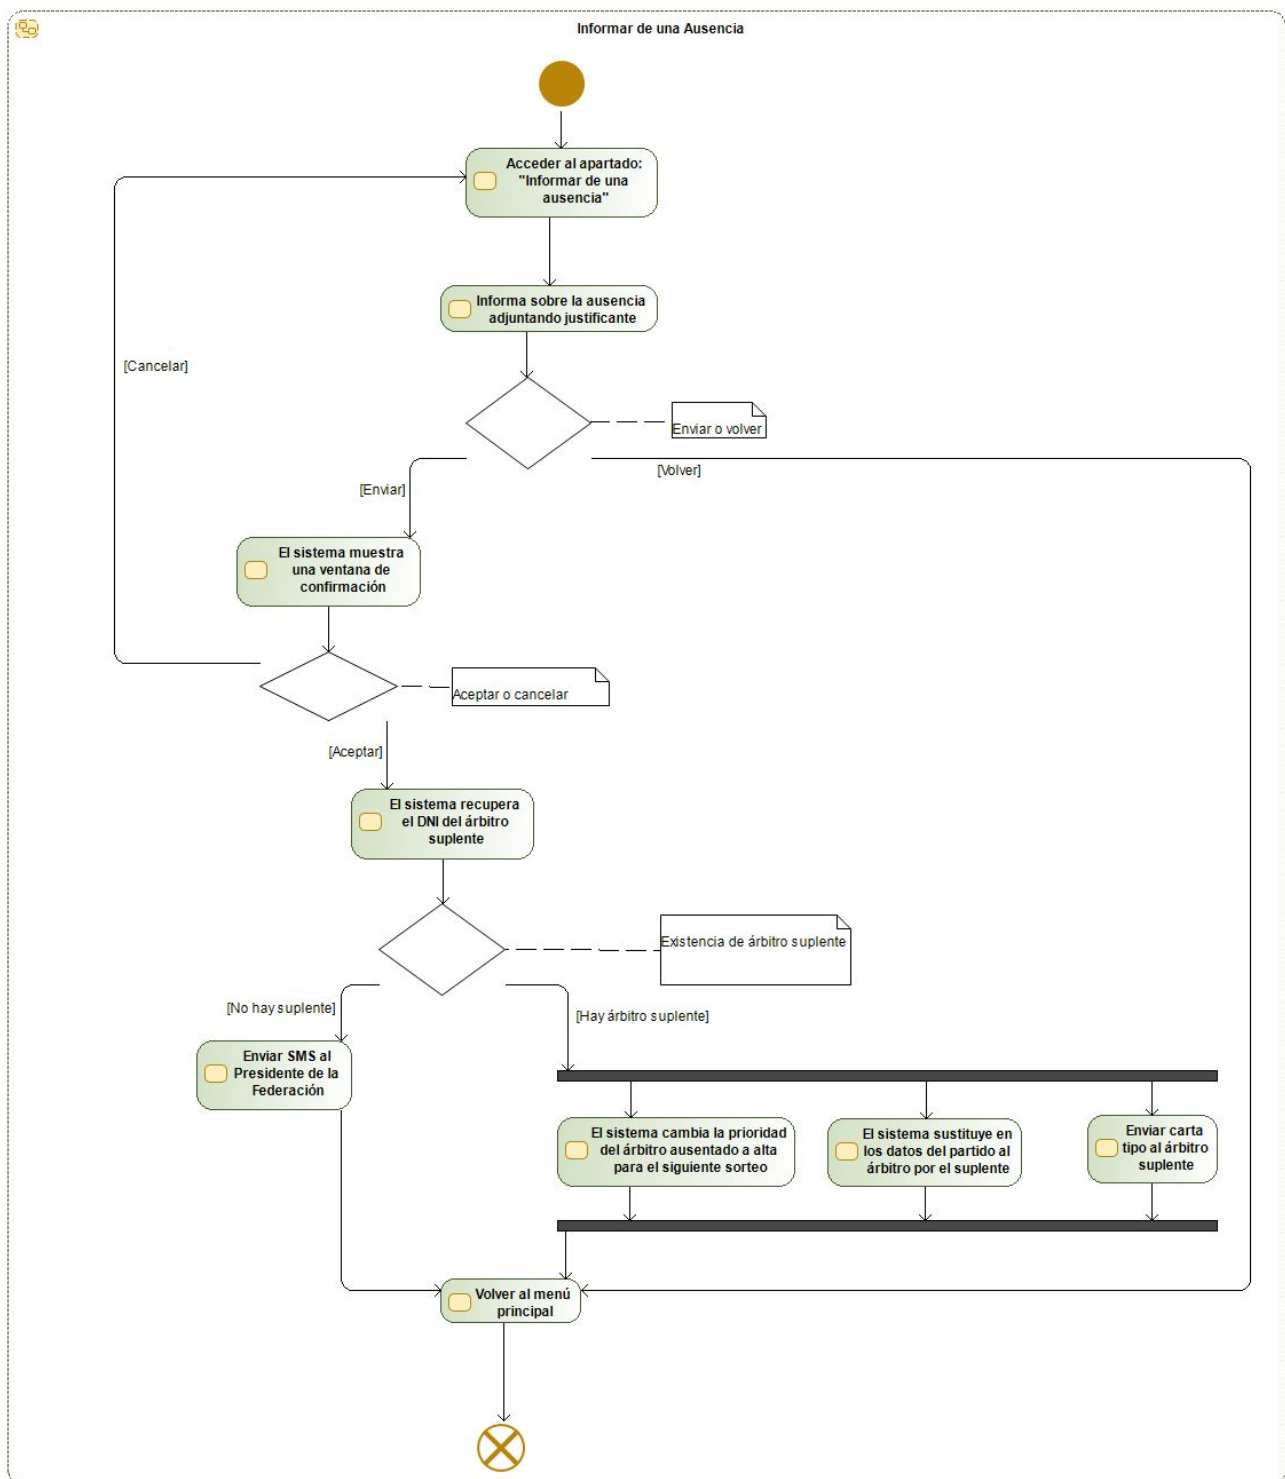 Informar de una Ausencia
Acceder al apartado:
"Informar de una
ausencia"
Informa sobre la ausencia
adjuntando justificante
[Cancelar]
Enviar o volver
[Volver]
[Enviar]
El sistema muestra
una ventana de
confirmación
Aceptar o cancelar
[Aceptar]
El sistema recupera
el DNI del árbitro
suplente
Existencia de árbitro suplente
[No hay suplente]
[Hay árbitro suplente]
Enviar SMS al
Presidente de la
Federación
El sistema cambia la prioridad
del árbitro ausentado a alta
para el siguiente sorteo
El sistema sustituye en
los datos del partido al
árbitro por el suplente
Enviar carta
tipo al árbitro
suplente
Volver al menú
principal